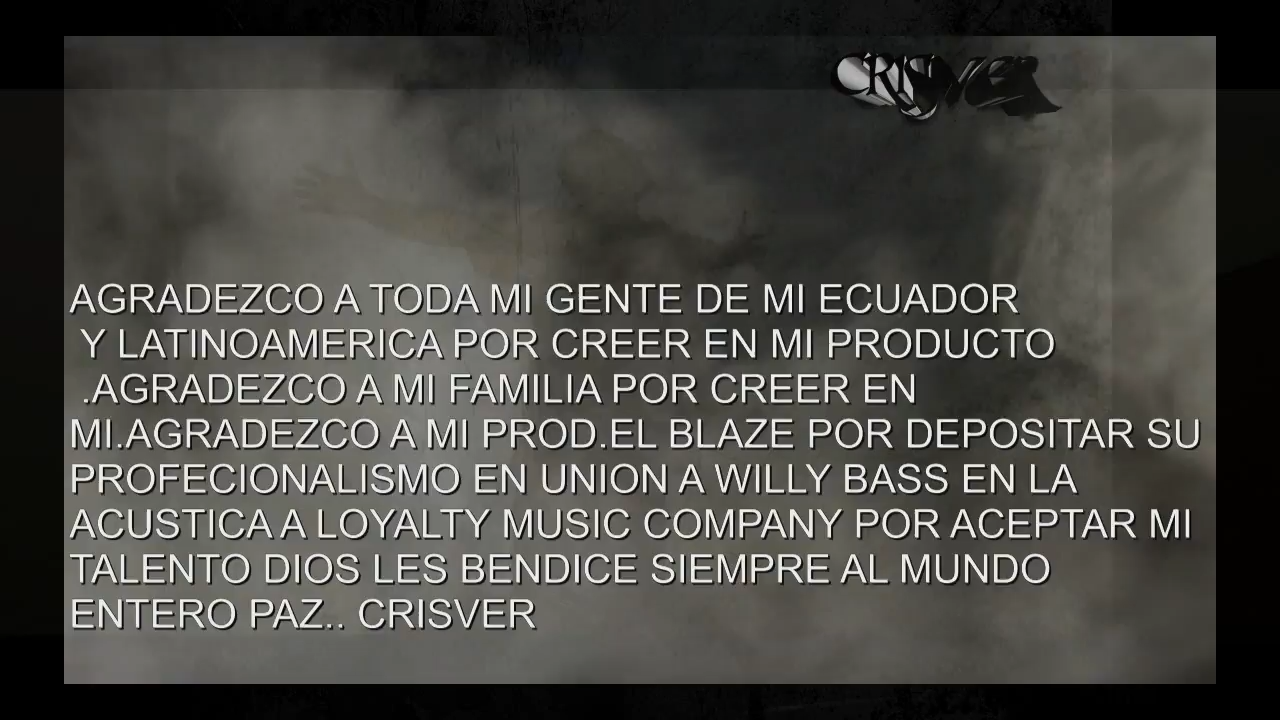 CRISVER
AGRADEZCO A TODA MI GENTE DE MI ECUADOR
Y LATINOAMERICA POR CREER EN MI PRODUCTO
.AGRADEZCO A MI FAMILIA POR CREER EN
MI.AGRADEZCO A MI PROD.EL BLAZE POR DEPOSITAR SU
PROFECIONALISMO EN UNION A WILLY BASS EN LA
ACUSTICA A LOYALTY MUSIC COMPANY POR ACEPTAR MI
TALENTO DIOS LES BENDICE SIEMPRE AL MUNDO
ENTERO PAZ.. CRISVER